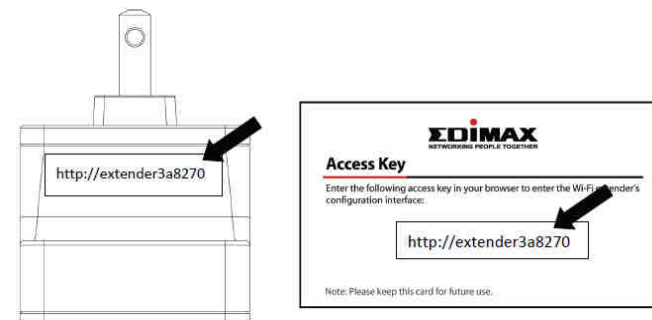 http://extender3a8270
EDIMAX
NETWORKING PEOPLE TOGETHER
Access Key
Enter the following access key in your browser to enter the Wi-Fi
configuration interface:
http://extender3a8270
Note: Please keep this card for future use.